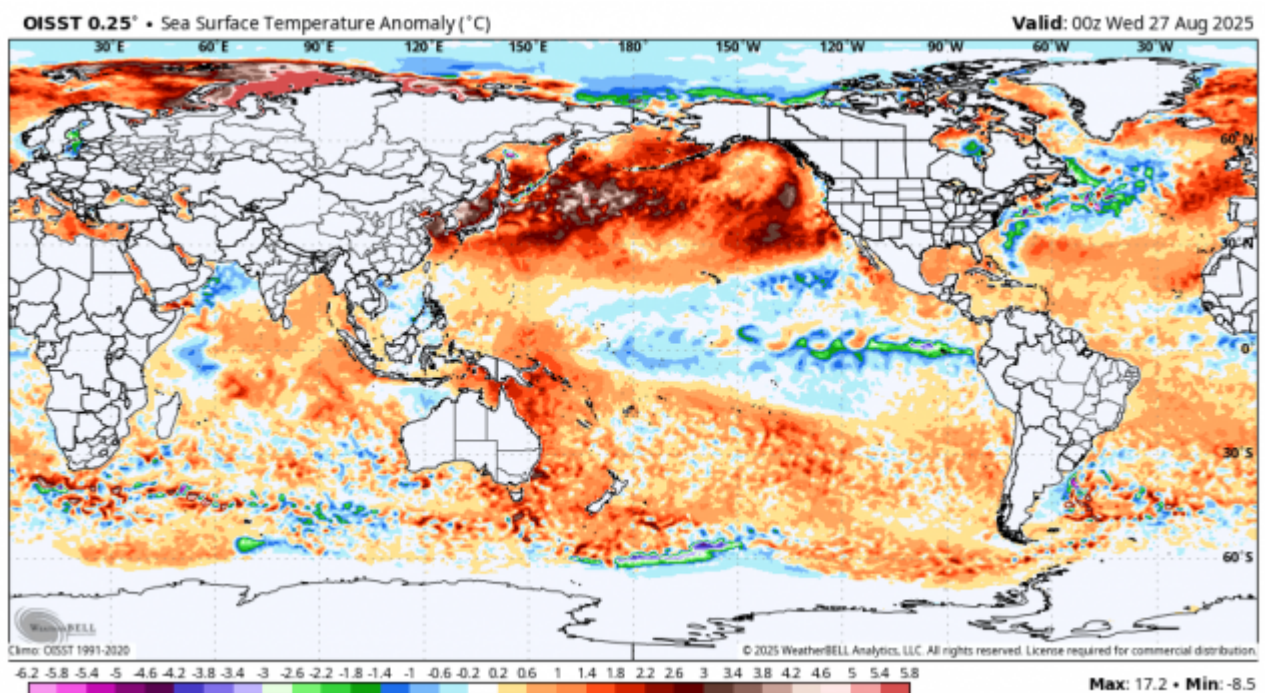 OISST 0.25° • Sea Surface Temperature Anomaly (°C)
Valid: 00z Wed 27 Aug 2025
30°E 60°E 90°E 120°E 150°E 180° 150°W 120°W 90°W 60°W 30°W
60°N
30°N
0
30°S
60°S
WeatherBELL
Climo: OISST 1991-2020
© 2025 WeatherBELL Analytics, LLC. All rights reserved. License required for commercial distribution.
-6.2 -5.8 -5.4 -5 -4.6 -4.2 -3.8 -3.4 -3 -2.6 -2.2 -1.8 -1.4 -1 -0.6 -0.2 0.2 0.6 1 1.4 1.8 2.2 2.6 3 3.4 3.8 4.2 4.6 5 5.4 5.8
Max: 17.2 • Min: -8.5